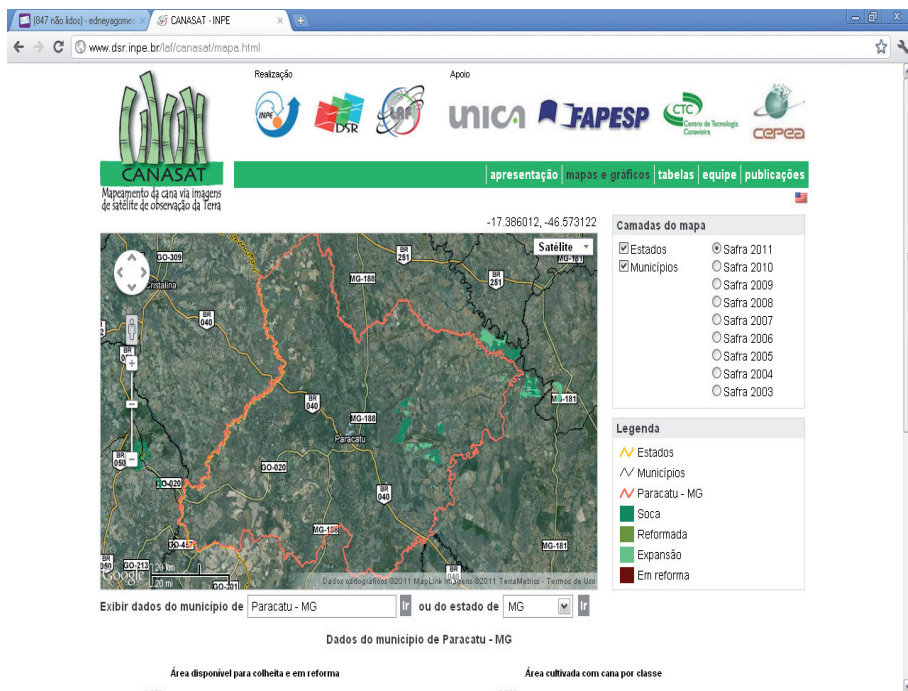 (847 não lidos) - edneyagomes
CANASAT - INPE
www.dsr.inpe.br/laf/canasat/mapa.html
Realização
Apoio
INPE
DSR
LAF
unica
FAPESP
CTC
Centro de Tecnologia
Canavieira
cepea
CANASAT
Mapeamento da cana via imagens
de satélite de observação da Terra
apresentação | mapas e gráficos | tabelas | equipe | publicações
-17.386012, -46.573122
Satélite
GO-309
Cristalina
BR
040
MG-188
BR
251
BR
251
MG-181
BR
040
MG-188
Paracatu
MG-181
BR
050
GO-020
GO-020
BR
040
MG-188
GO-457
MG-181
BR
050
GO-213
GO-301
BR
040
20 km
20 mi
Google
Dados cartográficos ©2011 MapLink Imagens ©2011 TerraMetrics - Termos de Uso
Camadas do mapa
Estados
Municípios
Safra 2011
Safra 2010
Safra 2009
Safra 2008
Safra 2007
Safra 2006
Safra 2005
Safra 2004
Safra 2003
Legenda
Estados
Municípios
Paracatu - MG
Soca
Reformada
Expansão
Em reforma
Exibir dados do município de Paracatu - MG Ir ou do estado de MG Ir
Dados do município de Paracatu - MG
Área disponível para colheita e em reforma
Área cultivada com cana por classe